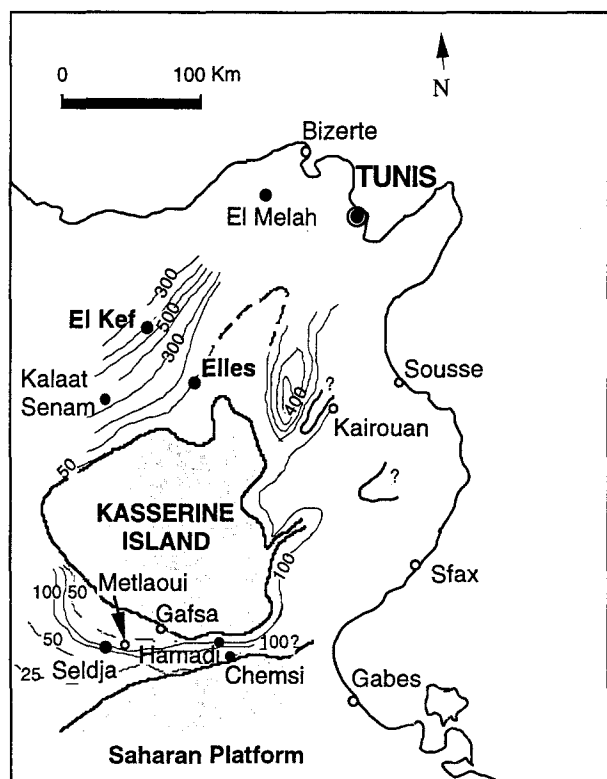 0 100 Km
N
Bizerte
TUNIS
El Melah
300
El Kef
500
300
Elles
Kalaat
Senam
400
?
Sousse
Kairouan
50
?
KASSERINE
ISLAND
100
Sfax
Metlaoui
100
50
Gafsa
50
Hamadi
100?
Seldja
25
Chemsi
Gabes
Saharan Platform